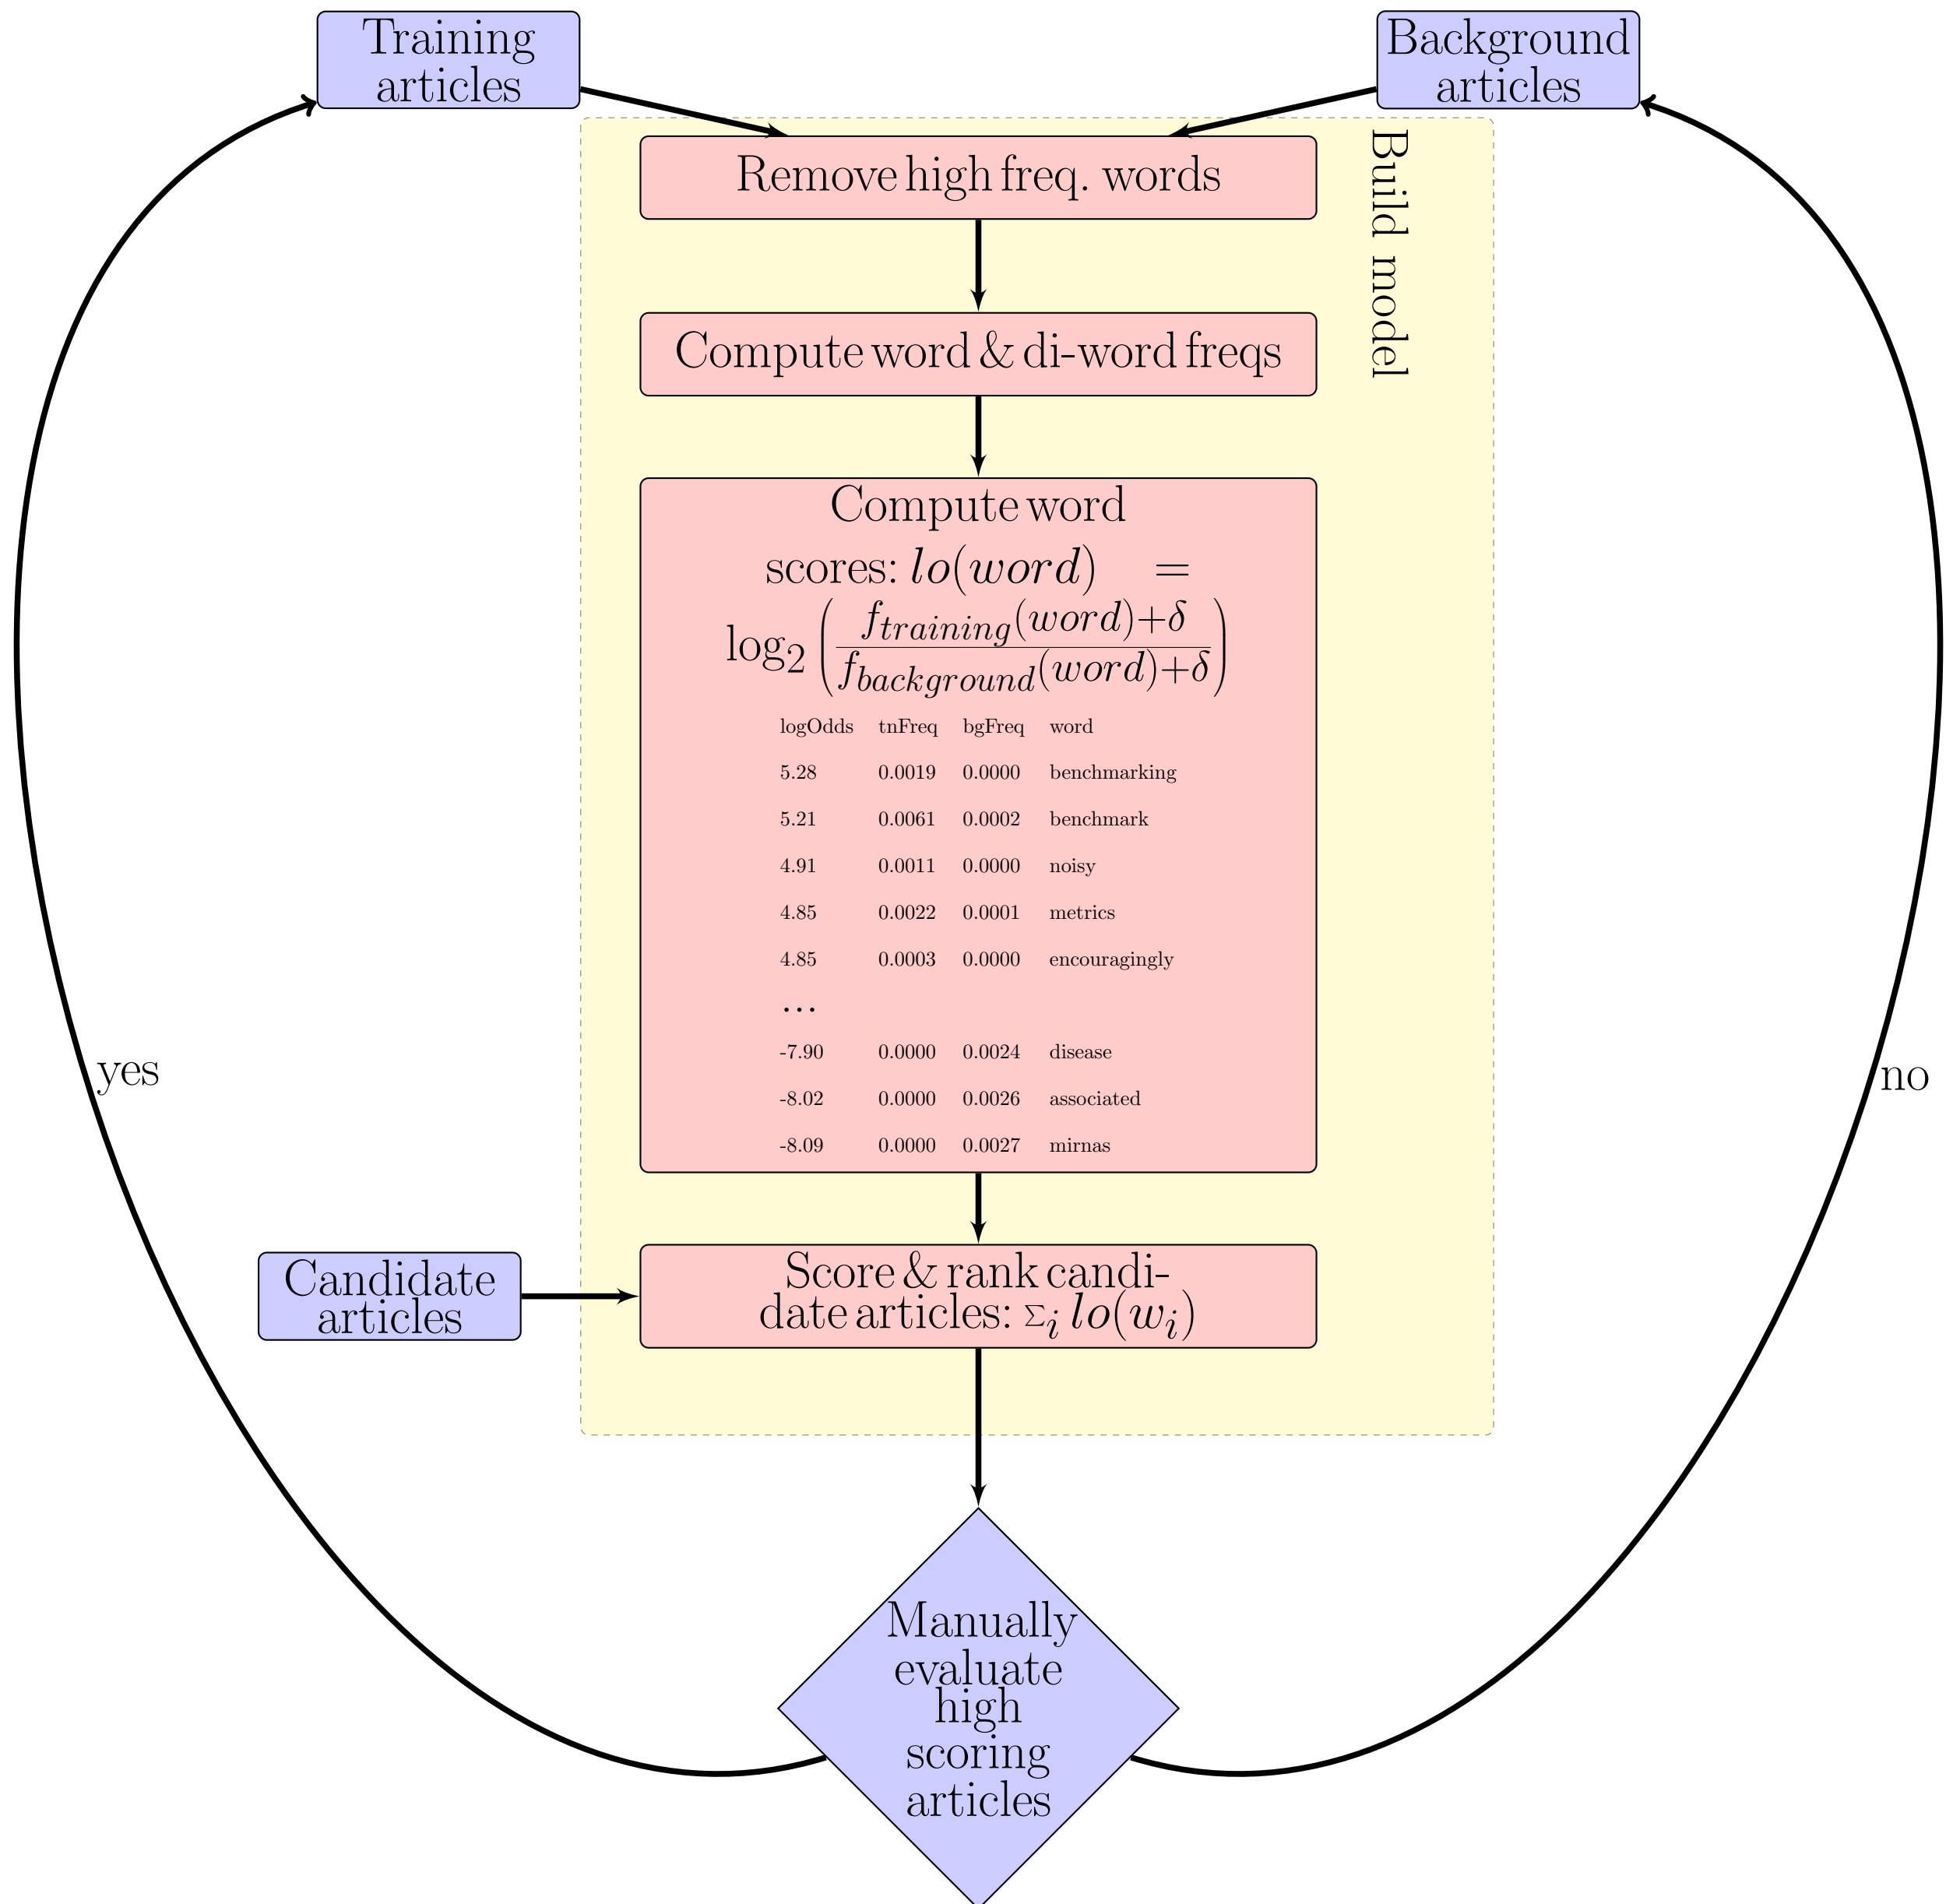 Training
articles
Background
articles
Build model
Remove high freq. words
Compute word & di-word freqs
Compute word
scores: lo(word) =
log₂ ( f_training(word)+δ / f_background(word)+δ )
logOdds tnFreq bgFreq word
5.28 0.0019 0.0000 benchmarking
5.21 0.0061 0.0002 benchmark
4.91 0.0011 0.0000 noisy
4.85 0.0022 0.0001 metrics
4.85 0.0003 0.0000 encouragingly
...
-7.90 0.0000 0.0024 disease
-8.02 0.0000 0.0026 associated
-8.09 0.0000 0.0027 mirnas
yes
no
Candidate
articles
Score & rank candi-
date articles: Σ_i lo(w_i)
Manually
evaluate
high
scoring
articles